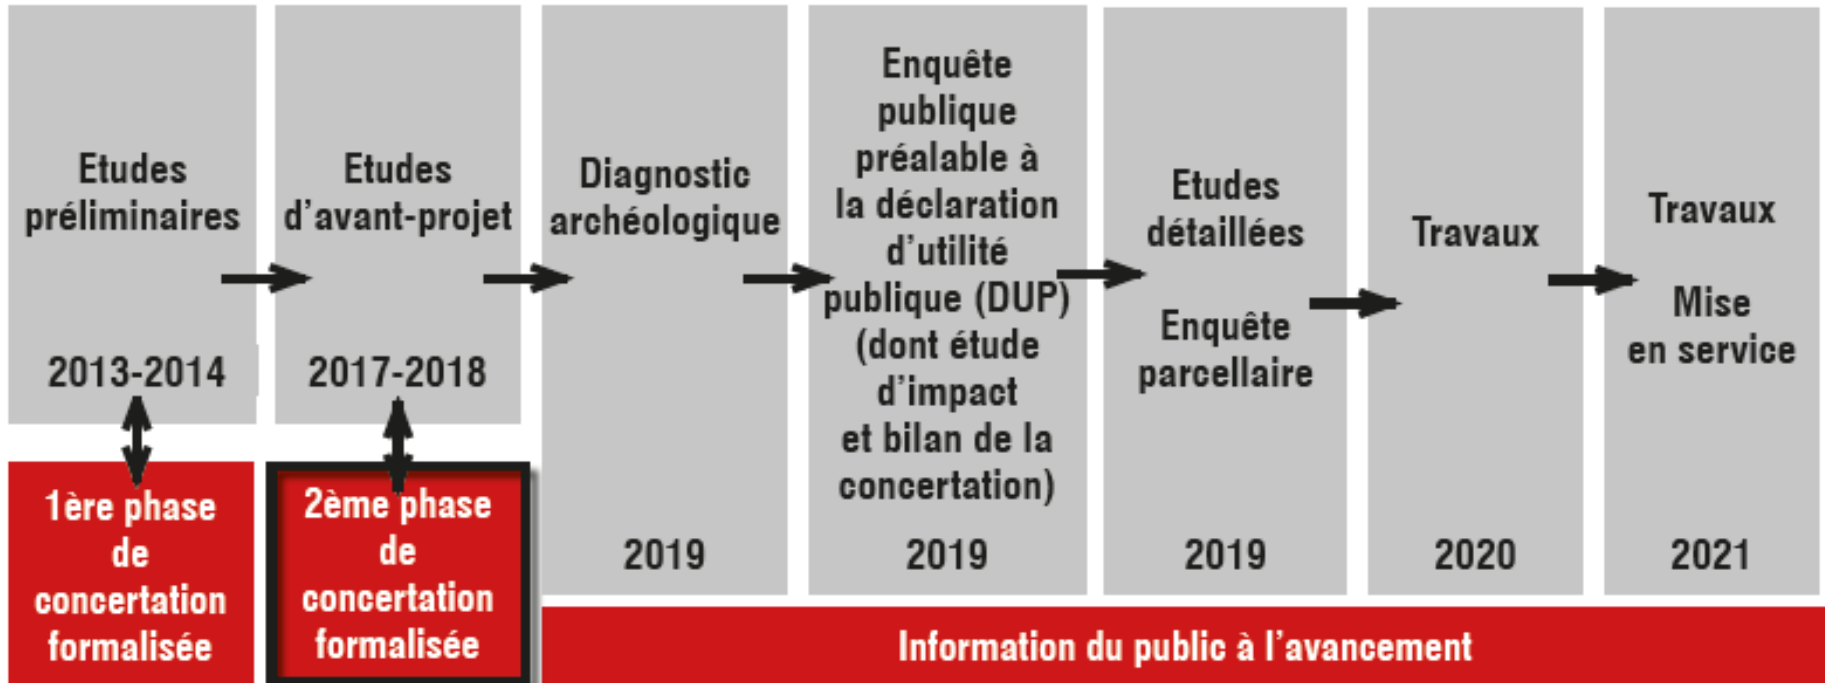 Etudes
préliminaires
2013-2014
1ère phase
de
concertation
formalisée
Etudes
d'avant-projet
2017-2018
2ème phase
de
concertation
formalisée
Diagnostic
archéologique
2019
Enquête
publique
préalable à
la déclaration
d'utilité
publique (DUP)
(dont étude
d'impact
et bilan de la
concertation)
2019
Etudes
détaillées
Enquête
parcellaire
2019
Travaux
2020
Travaux
Mise
en service
2021
Information du public à l'avancement